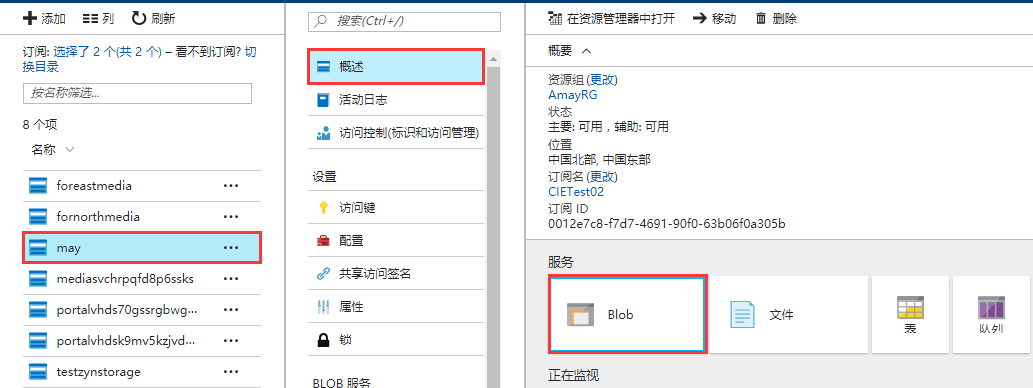 添加 列 刷新
订阅: 选择了 2 个(共 2 个) – 看不到订阅? 切
换目录
按名称筛选...
8 个项
名称
foreastmedia ...
fornorthmedia ...
may ...
mediasvchrpqfd8p6ssks ...
portalvhds70gssrgbwg... ...
portalvhdsk9mv5kzjvd... ...
testzynstorage ...
搜索(Ctrl+/)
概述
活动日志
访问控制(标识和访问管理)
设置
访问键
配置
共享访问签名
属性
锁
BLOB 服务
在资源管理器中打开 移动 删除
概要
资源组 (更改)
AmayRG
状态
主要: 可用，辅助: 可用
位置
中国北部, 中国东部
订阅名 (更改)
CIETest02
订阅 ID
0012e7c8-f7d7-4691-90f0-63b06f0a305b
服务
Blob
文件
表
队列
正在监视